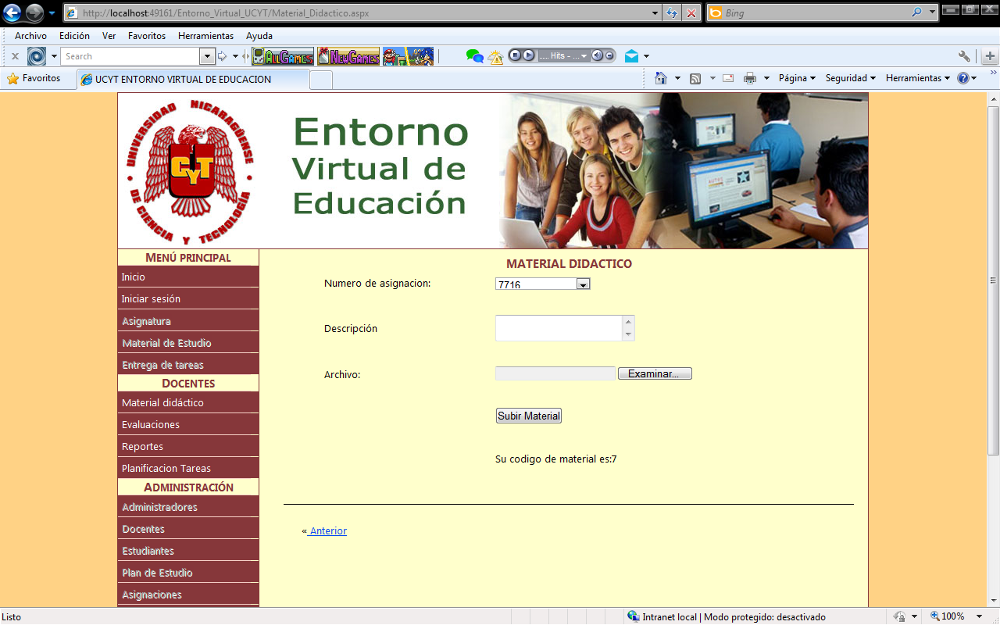 http://localhost:49161/Entorno_Virtual_UCYT/Material_Didactico.aspx
Bing
Archivo Edición Ver Favoritos Herramientas Ayuda
Search
ALLGAMES
NEWGAMES
..... Hits - ...
Favoritos
UCYT ENTORNO VIRTUAL DE EDUCACION
Página
Seguridad
Herramientas
UNIVERSIDAD NICARAGÜENSE
DE CIENCIA Y TECNOLOGÍA
CYT
Entorno
Virtual de
Educación
MENÚ PRINCIPAL
Inicio
Iniciar sesión
Asignatura
Material de Estudio
Entrega de tareas
DOCENTES
Material didáctico
Evaluaciones
Reportes
Planificacion Tareas
ADMINISTRACIÓN
Administradores
Docentes
Estudiantes
Plan de Estudio
Asignaciones
MATERIAL DIDACTICO
Numero de asignacion:
7716
Descripción
Archivo:
Examinar...
Subir Material
Su codigo de material es:7
« Anterior
Listo
Intranet local | Modo protegido: desactivado
100%